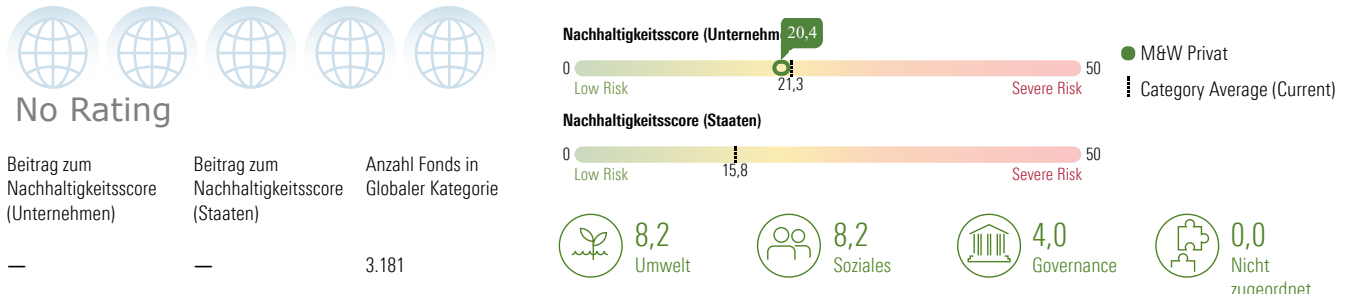 No Rating
Beitrag zum
Nachhaltigkeitsscore
(Unternehmen)
—
Beitrag zum
Nachhaltigkeitsscore
(Staaten)
—
Anzahl Fonds in
Globaler Kategorie
3.181
Nachhaltigkeitsscore (Unternehm
20,4
0
50
Low Risk
21,3
Severe Risk
M&W Privat
Category Average (Current)
Nachhaltigkeitsscore (Staaten)
0
50
Low Risk
15,8
Severe Risk
8,2
Umwelt
8,2
Soziales
4,0
Governance
0,0
Nicht
zugeordnet